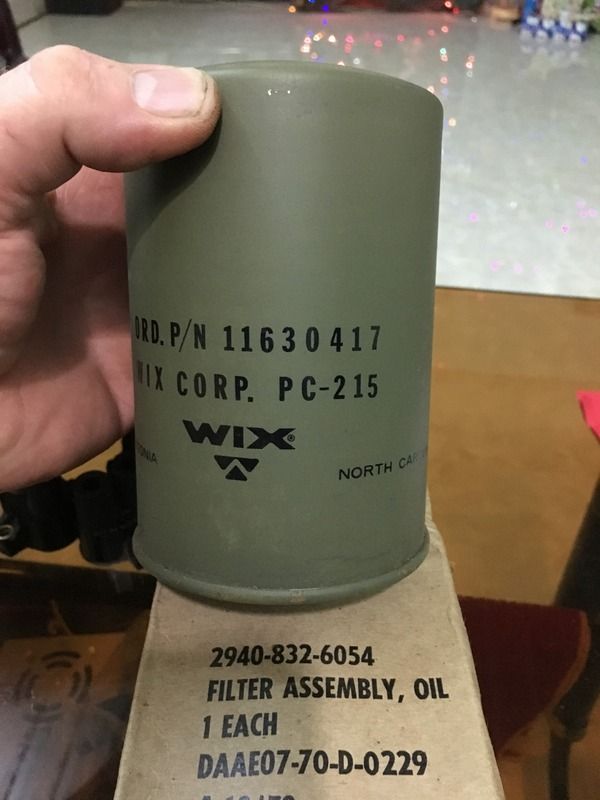 ORD. P/N 11630417
WIX CORP. PC-215
WIX®
NORTH
2940-832-6054
FILTER ASSEMBLY, OIL
1 EACH
DAAE07-70-D-0229